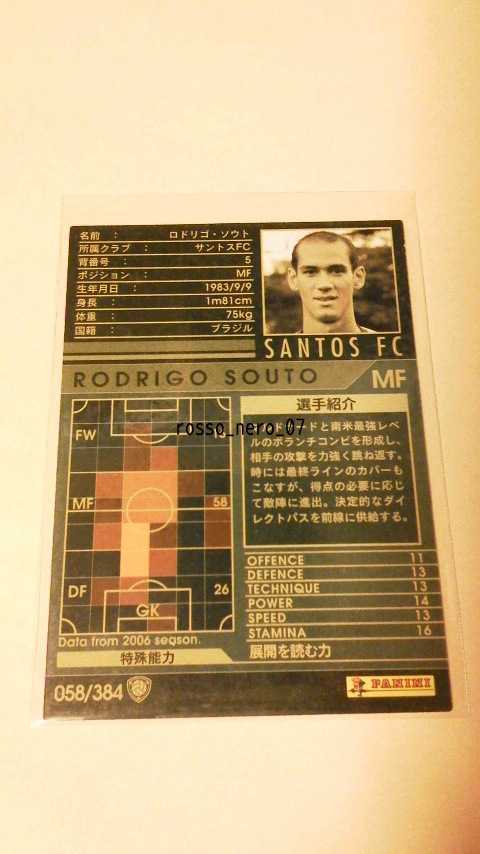 名前 : ロドリゴ・ソウト
所属クラブ : サントスFC
背番号 : 5
ポジション : MF
生年月日 : 1983/9/9
身長 : 1m81cm
体重 : 75kg
国籍 : ブラジル
SANTOS FC
RODRIGO SOUTO MF
選手紹介
rosso_nero_07
ドと南米最強レベ
ルのボランチコンビを形成し、
相手の攻撃を力強く跳ね返す。
時には最終ラインのカバーも
こなすが、得点の必要に応じ
て敵陣に進出。決定的なダイ
レクトパスを前線に供給する。
FW
MF 58
DF 26
GK
Data from 2006 season.
OFFENCE 11
DEFENCE 13
TECHNIQUE 13
POWER 14
SPEED 13
STAMINA 16
特殊能力 展開を読む力
058/384
PANINI